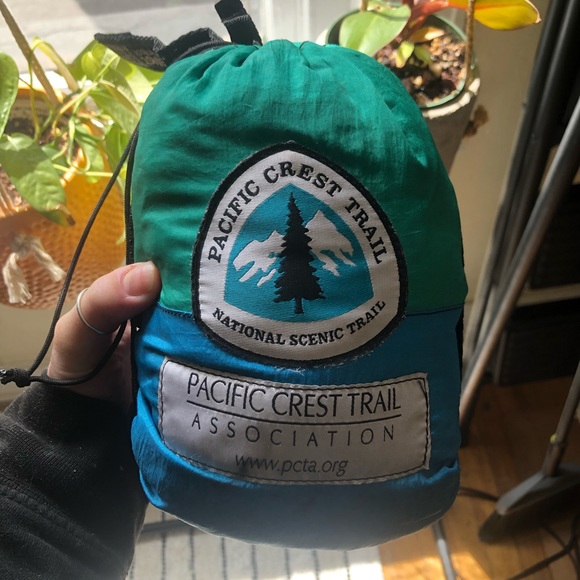 PACIFIC CREST TRAIL
NATIONAL SCENIC TRAIL
PACIFIC CREST TRAIL
ASSOCIATION
www.pcta.org